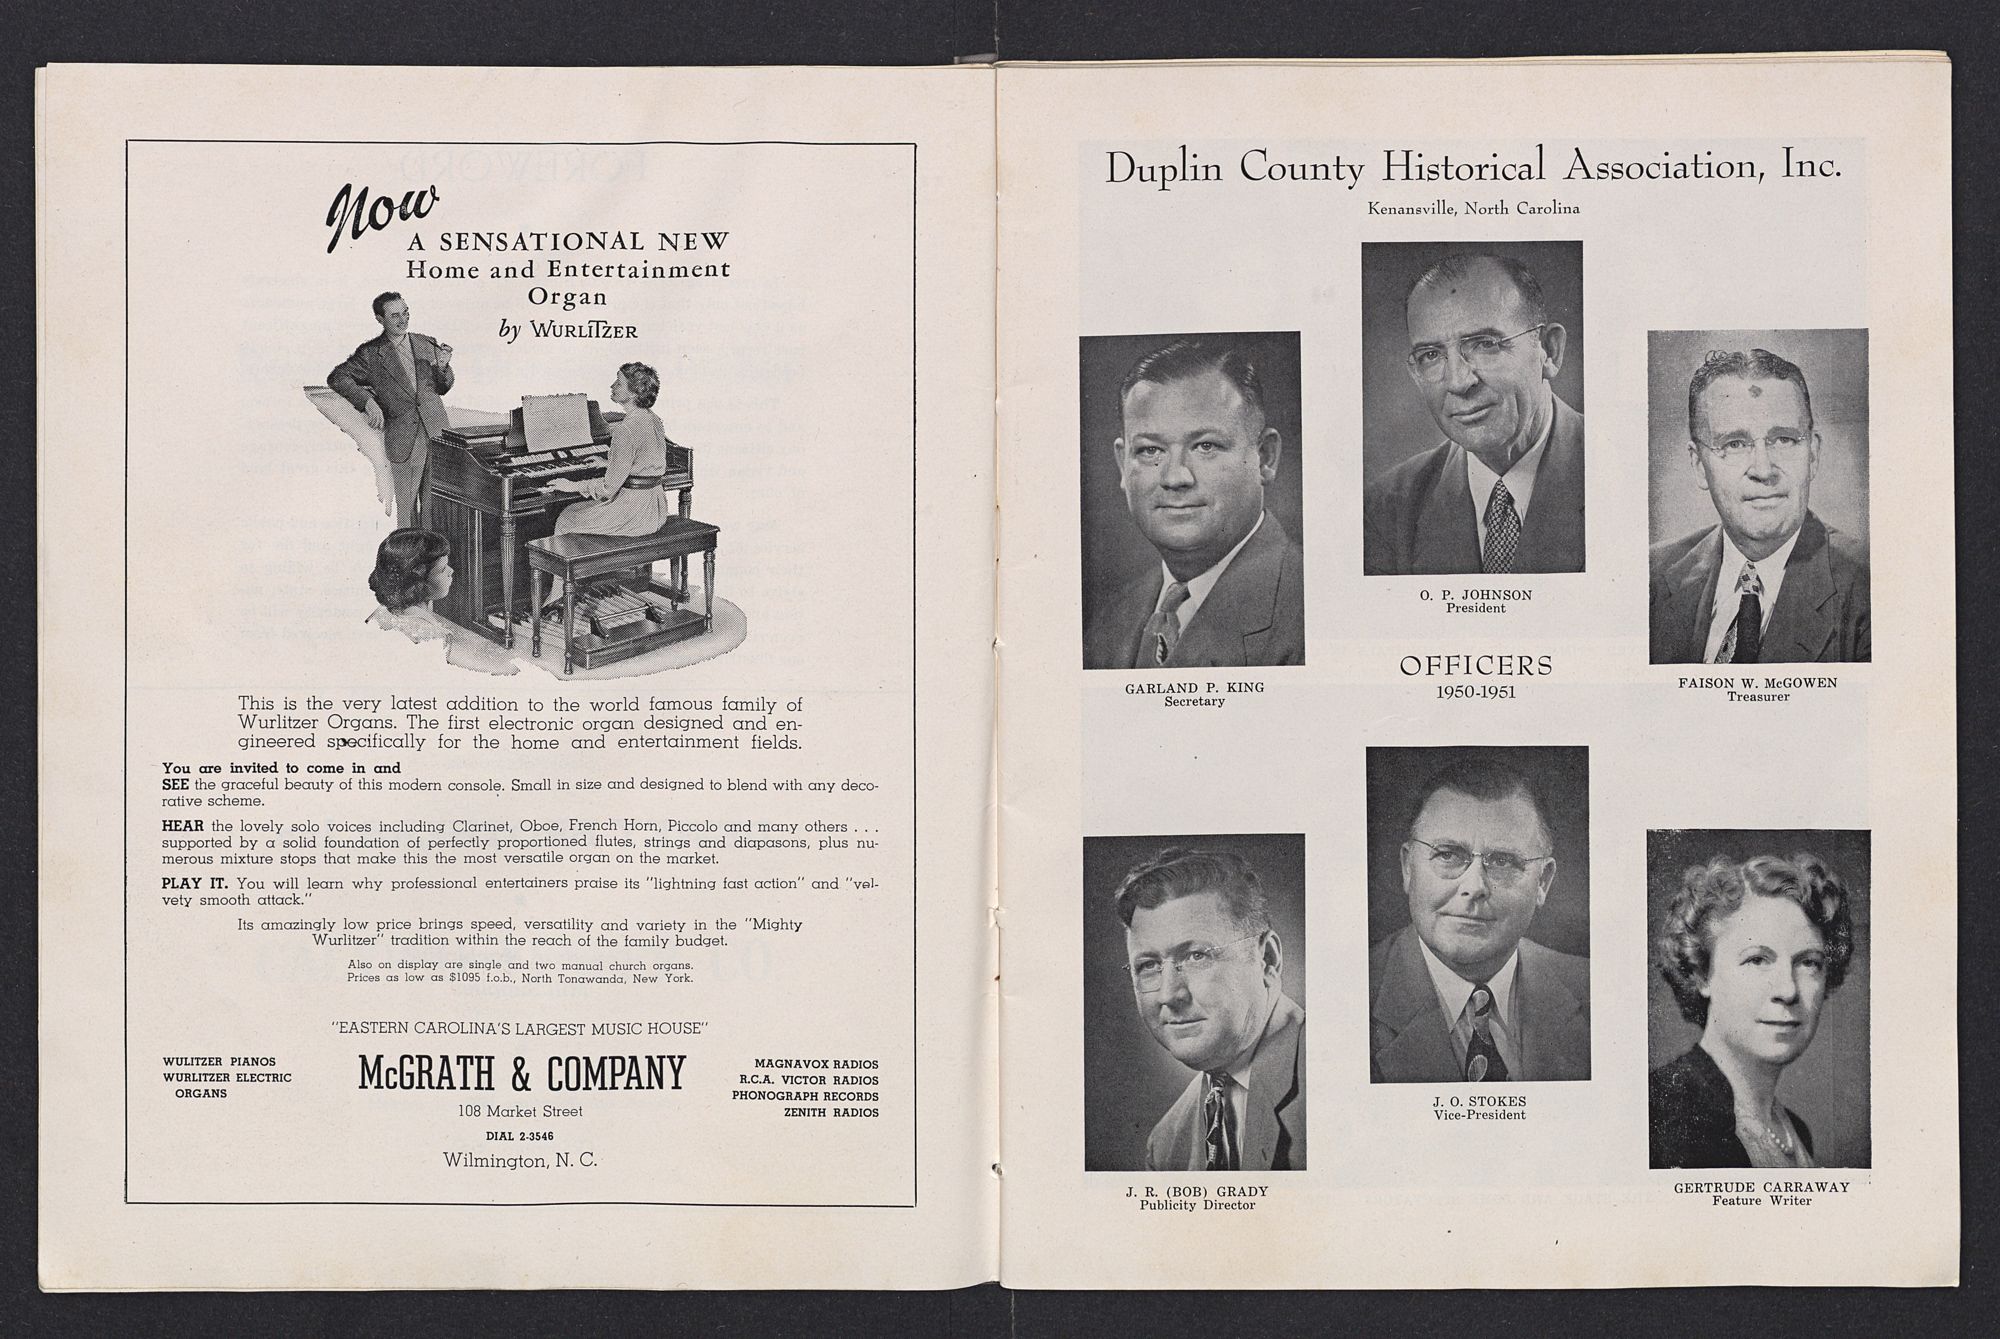 Now
A SENSATIONAL NEW
Home and Entertainment
Organ
by WURLITZER
This is the very latest addition to the world famous family of
Wurlitzer Organs. The first electronic organ designed and en-
gineered specifically for the home and entertainment fields.
You are invited to come in and
SEE the graceful beauty of this modern console. Small in size and designed to blend with any deco-
rative scheme.
HEAR the lovely solo voices including Clarinet, Oboe, French Horn, Piccolo and many others . . .
supported by a solid foundation of perfectly proportioned flutes, strings and diapasons, plus nu-
merous mixture stops that make this the most versatile organ on the market.
PLAY IT. You will learn why professional entertainers praise its "lightning fast action" and "vel-
vety smooth attack."
Its amazingly low price brings speed, versatility and variety in the "Mighty
Wurlitzer" tradition within the reach of the family budget.
Also on display are single and two manual church organs.
Prices as low as $1095 f.o.b., North Tonawanda, New York.
"EASTERN CAROLINA'S LARGEST MUSIC HOUSE"
WULITZER PIANOS
WURLITZER ELECTRIC
ORGANS
McGRATH & COMPANY
108 Market Street
DIAL 2-3546
Wilmington, N. C.
MAGNAVOX RADIOS
R.C.A. VICTOR RADIOS
PHONOGRAPH RECORDS
ZENITH RADIOS
Duplin County Historical Association, Inc.
Kenansville, North Carolina
O. P. JOHNSON
President
GARLAND P. KING
Secretary
OFFICERS
1950-1951
FAISON W. McGOWEN
Treasurer
J. O. STOKES
Vice-President
J. R. (BOB) GRADY
Publicity Director
GERTRUDE CARRAWAY
Feature Writer